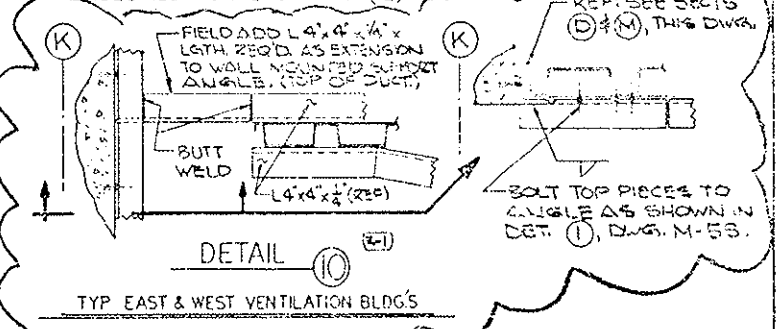 K
FIELD ADD L 4"x 4" x 1/4" x
LGTH. REQ'D. AS EXTENSION
TO WALL MOUNTED SUPPORT
ANGLE. (TOP OF DUCT.)
BUTT
WELD
L4"x4"x1/4" (REF)
DETAIL 10
TYP EAST & WEST VENTILATION BLDG'S
K
REF. SEE SECTS
D & M, THIS DWG.
BOLT TOP PIECES TO
ANGLE AS SHOWN IN
DET. 1, DWG. M-55.